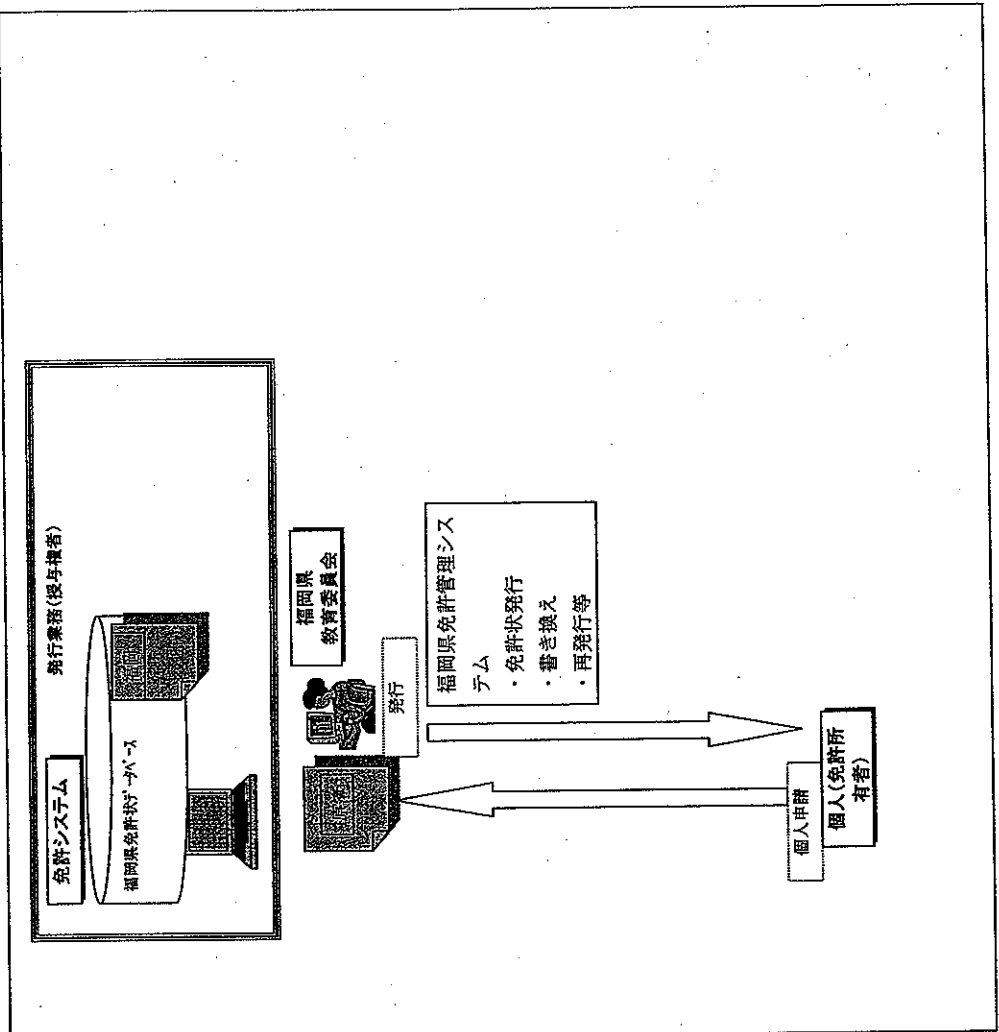 免許システム
発行業務(授与権者)
福岡県免許状データベース
福岡県
教育委員会
発行
福岡県免許管理シス
テム
・免許状発行
・書き換え
・再発行等
個人申請
個人(免許所
有者)